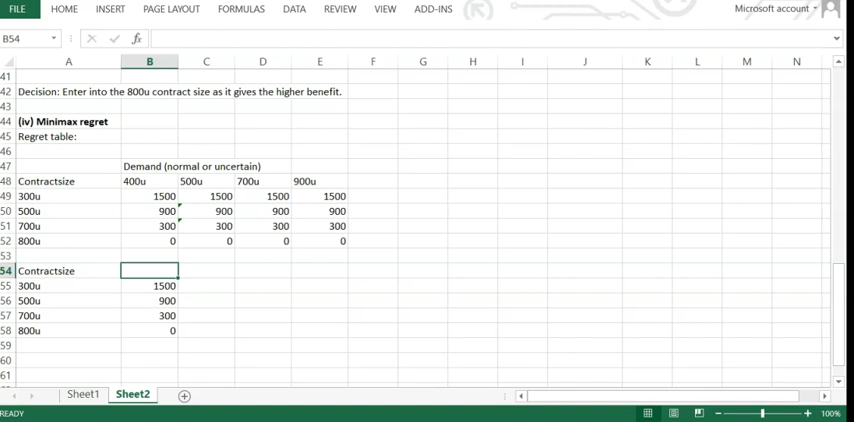 FILE HOME INSERT PAGE LAYOUT FORMULAS DATA REVIEW VIEW ADD-INS Microsoft account
B54 fx
A B C D E F G H I J K L M N
41
42 Decision: Enter into the 800u contract size as it gives the higher benefit.
43
44 (iv) Minimax regret
45 Regret table:
46
47 Demand (normal or uncertain)
48 Contractsize 400u 500u 700u 900u
49 300u 1500 1500 1500 1500
50 500u 900 900 900 900
51 700u 300 300 300 300
52 800u 0 0 0 0
53
54 Contractsize
55 300u 1500
56 500u 900
57 700u 300
58 800u 0
59
60
61
Sheet1 Sheet2
READY 100%